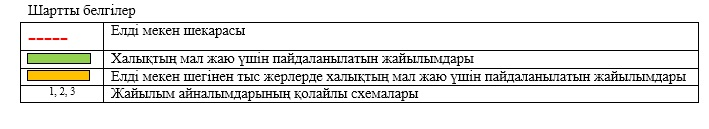 Шартты белгілер
Елді мекен шекарасы
Халықтың мал жаю үшін пайдаланылатын жайылымдары
Елді мекен шегінен тыс жерлерде халықтың мал жаю үшін пайдаланылатын жайылымдары
1, 2, 3 Жайылым айналымдарының қолайлы схемалары